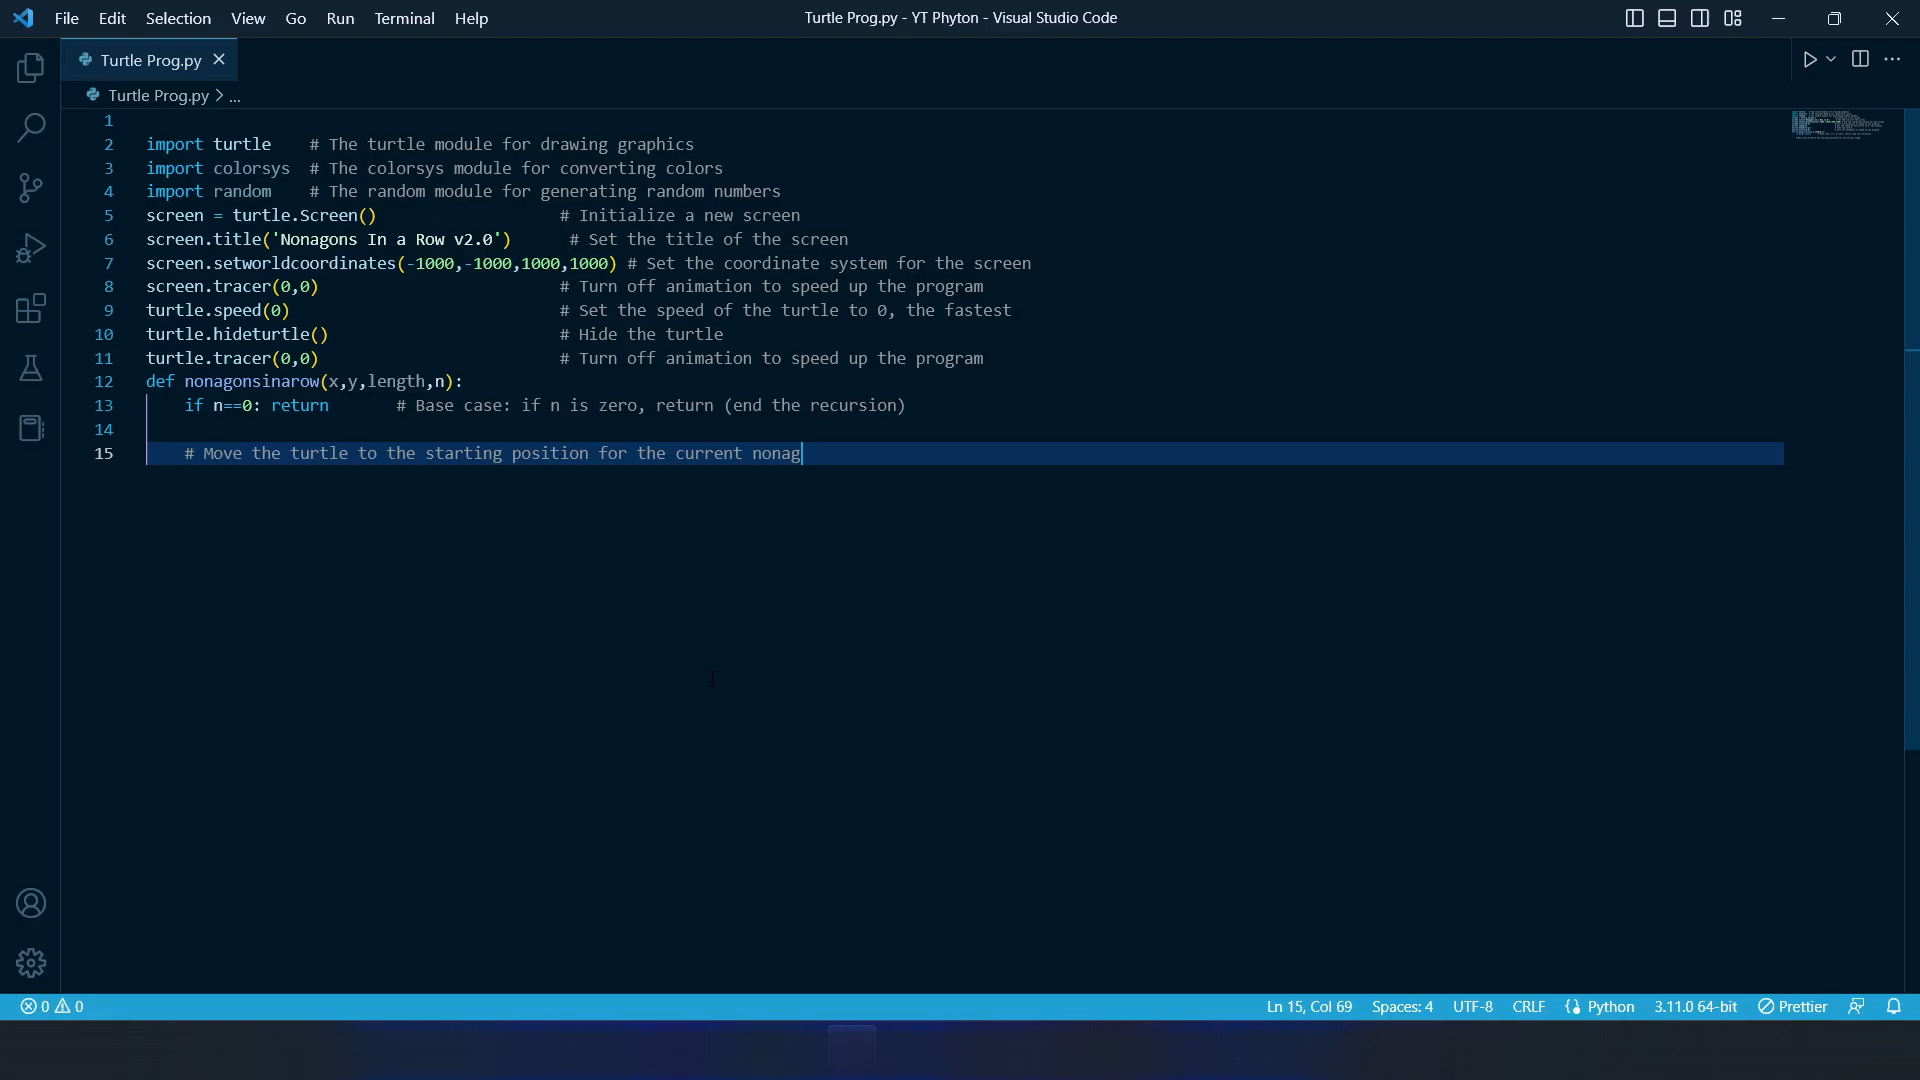 File Edit Selection View Go Run Terminal Help Turtle Prog.py - YT Phyton - Visual Studio Code
Turtle Prog.py
Turtle Prog.py > ...
1
2 import turtle    # The turtle module for drawing graphics
3 import colorsys  # The colorsys module for converting colors
4 import random    # The random module for generating random numbers
5 screen = turtle.Screen()                   # Initialize a new screen
6 screen.title('Nonagons In a Row v2.0')      # Set the title of the screen
7 screen.setworldcoordinates(-1000,-1000,1000,1000) # Set the coordinate system for the screen
8 screen.tracer(0,0)                         # Turn off animation to speed up the program
9 turtle.speed(0)                            # Set the speed of the turtle to 0, the fastest
10 turtle.hideturtle()                        # Hide the turtle
11 turtle.tracer(0,0)                         # Turn off animation to speed up the program
12 def nonagonsinarow(x,y,length,n):
13     if n==0: return       # Base case: if n is zero, return (end the recursion)
14
15     # Move the turtle to the starting position for the current nonag
0 0 Ln 15, Col 69 Spaces: 4 UTF-8 CRLF Python 3.11.0 64-bit Prettier